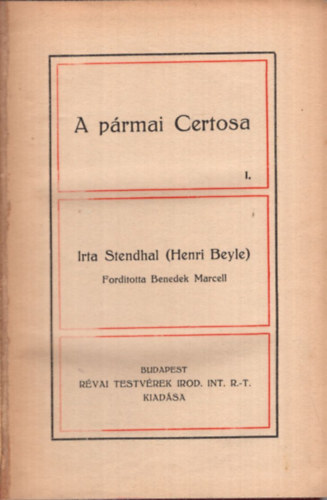 A pármai Certosa
I.
Irta Stendhal (Henri Beyle)
Forditotta Benedek Marcell
BUDAPEST
RÉVAI TESTVÉREK IROD. INT. R.-T.
KIADÁSA